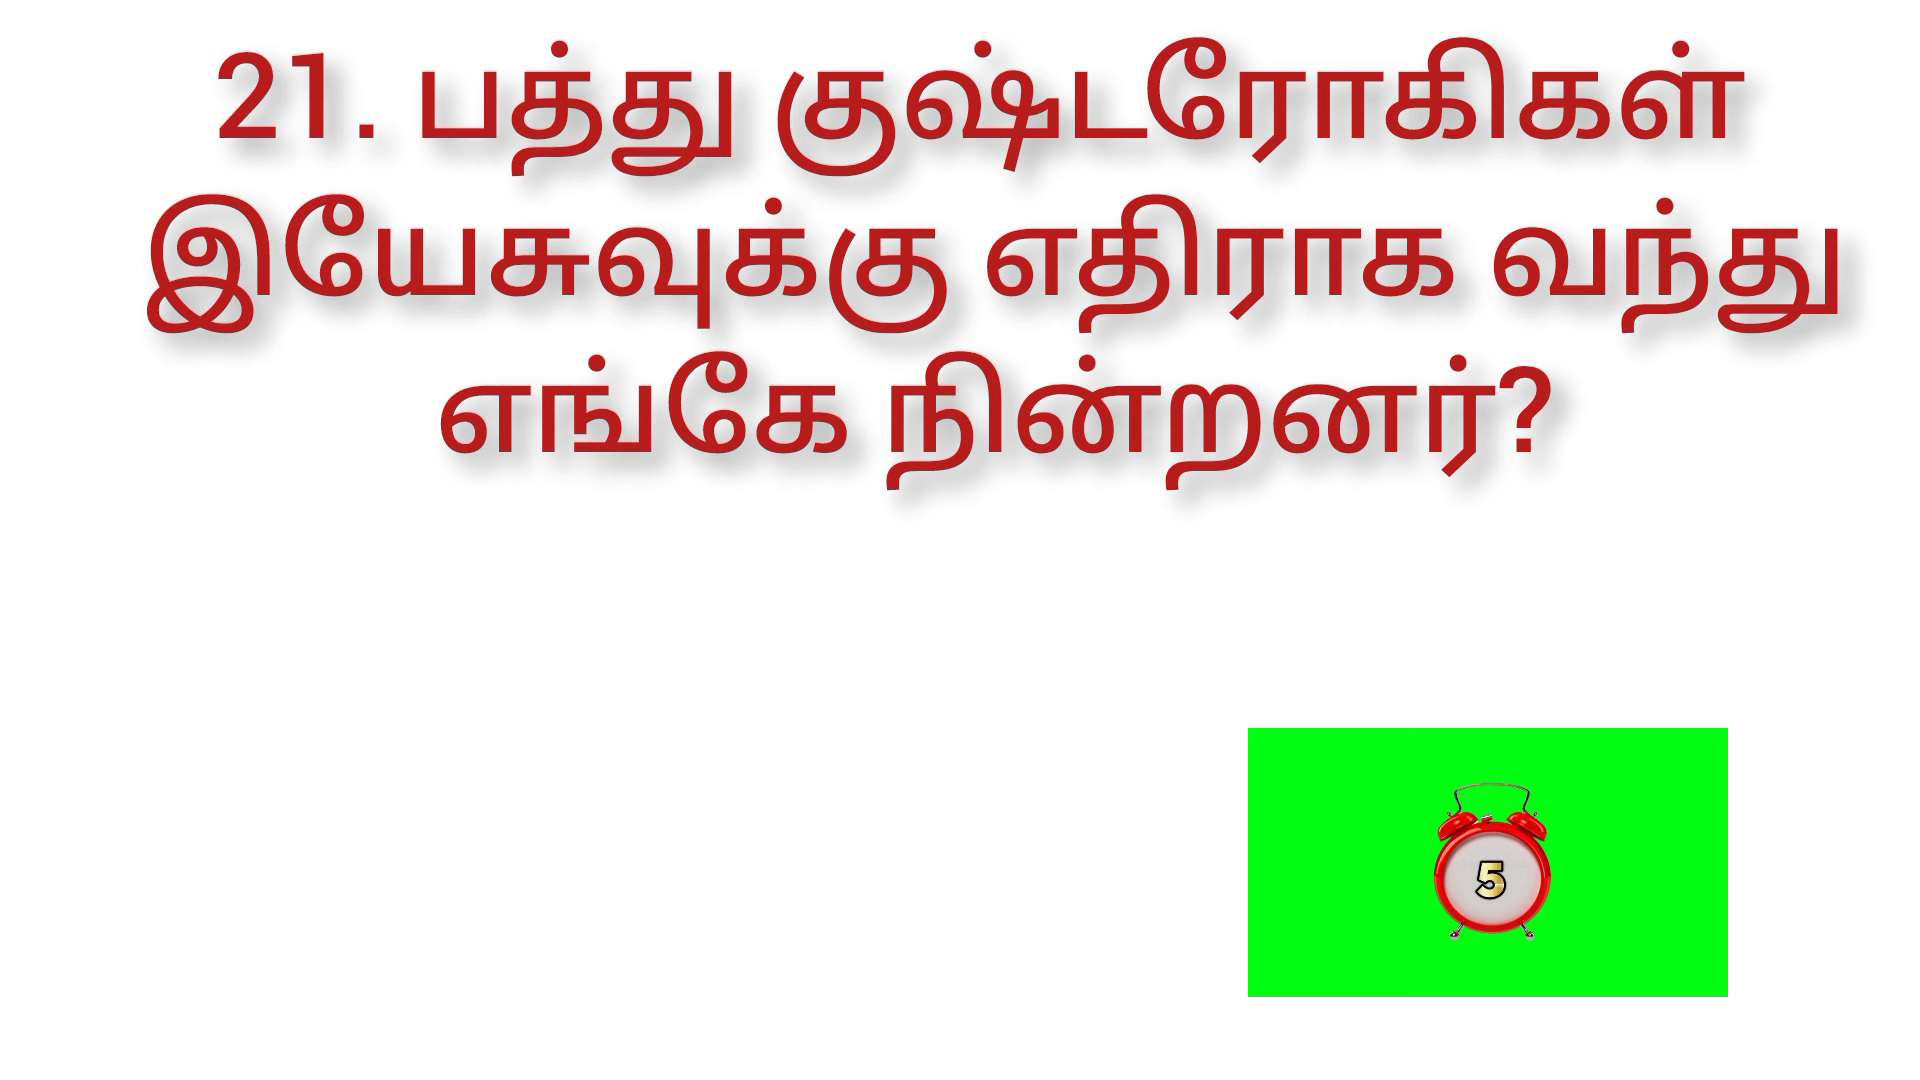 21. பத்து குஷ்டரோகிகள்
இயேசுவுக்கு எதிராக வந்து
எங்கே நின்றனர்?
5